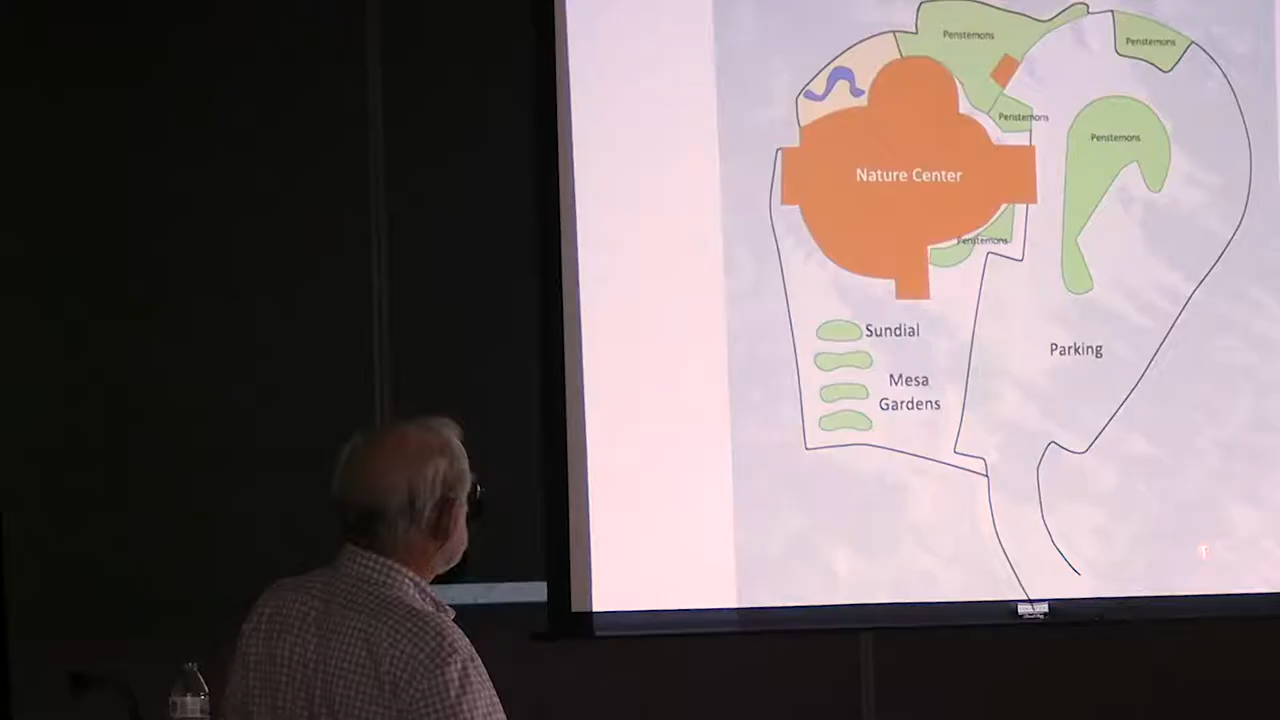 Penstemons
Penstemons
Penstemons
Penstemons
Nature Center
Penstemons
Sundial
Parking
Mesa
Gardens